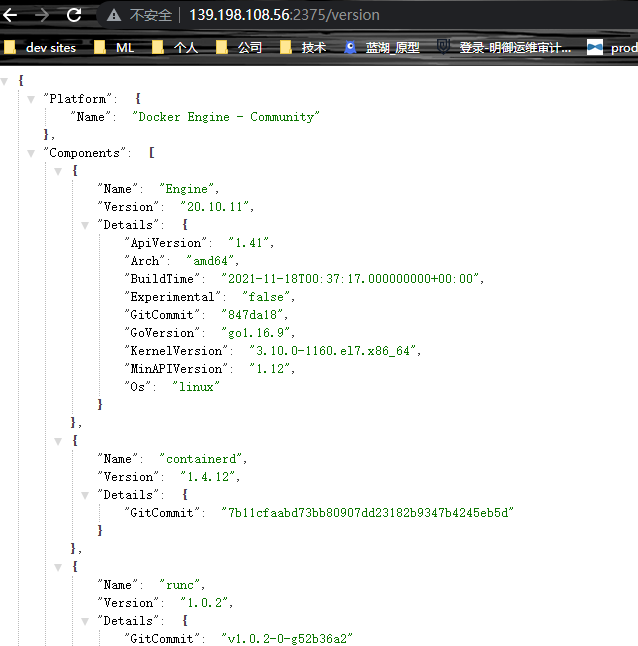 不安全 | 139.198.108.56:2375/version
dev sites ML 个人 公司 技术 蓝湖_原型 登录-明御运维审计... prod
{
"Platform": {
"Name": "Docker Engine - Community"
},
"Components": [
{
"Name": "Engine",
"Version": "20.10.11",
"Details": {
"ApiVersion": "1.41",
"Arch": "amd64",
"BuildTime": "2021-11-18T00:37:17.000000000+00:00",
"Experimental": "false",
"GitCommit": "847da18",
"GoVersion": "go1.16.9",
"KernelVersion": "3.10.0-1160.el7.x86_64",
"MinAPIVersion": "1.12",
"Os": "linux"
}
},
{
"Name": "containerd",
"Version": "1.4.12",
"Details": {
"GitCommit": "7b11cfaabd73bb80907dd23182b9347b4245eb5d"
}
},
{
"Name": "runc",
"Version": "1.0.2",
"Details": {
"GitCommit": "v1.0.2-0-g52b36a2"